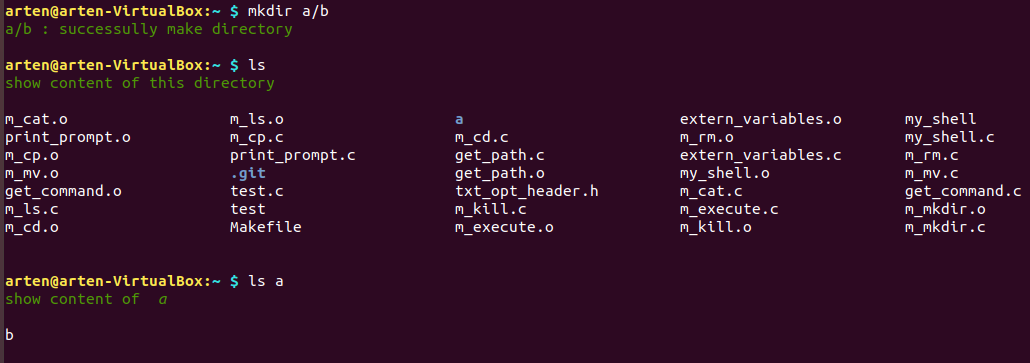 arten@arten-VirtualBox:~ $ mkdir a/b
a/b : successully make directory
arten@arten-VirtualBox:~ $ ls
show content of this directory
m_cat.o m_ls.o a extern_variables.o my_shell
print_prompt.o m_cp.c m_cd.c m_rm.o my_shell.c
m_cp.o print_prompt.c get_path.c extern_variables.c m_rm.c
m_mv.o .git get_path.o my_shell.o m_mv.c
get_command.o test.c txt_opt_header.h m_cat.c get_command.c
m_ls.c test m_kill.c m_execute.c m_mkdir.o
m_cd.o Makefile m_execute.o m_kill.o m_mkdir.c
arten@arten-VirtualBox:~ $ ls a
show content of  a
b